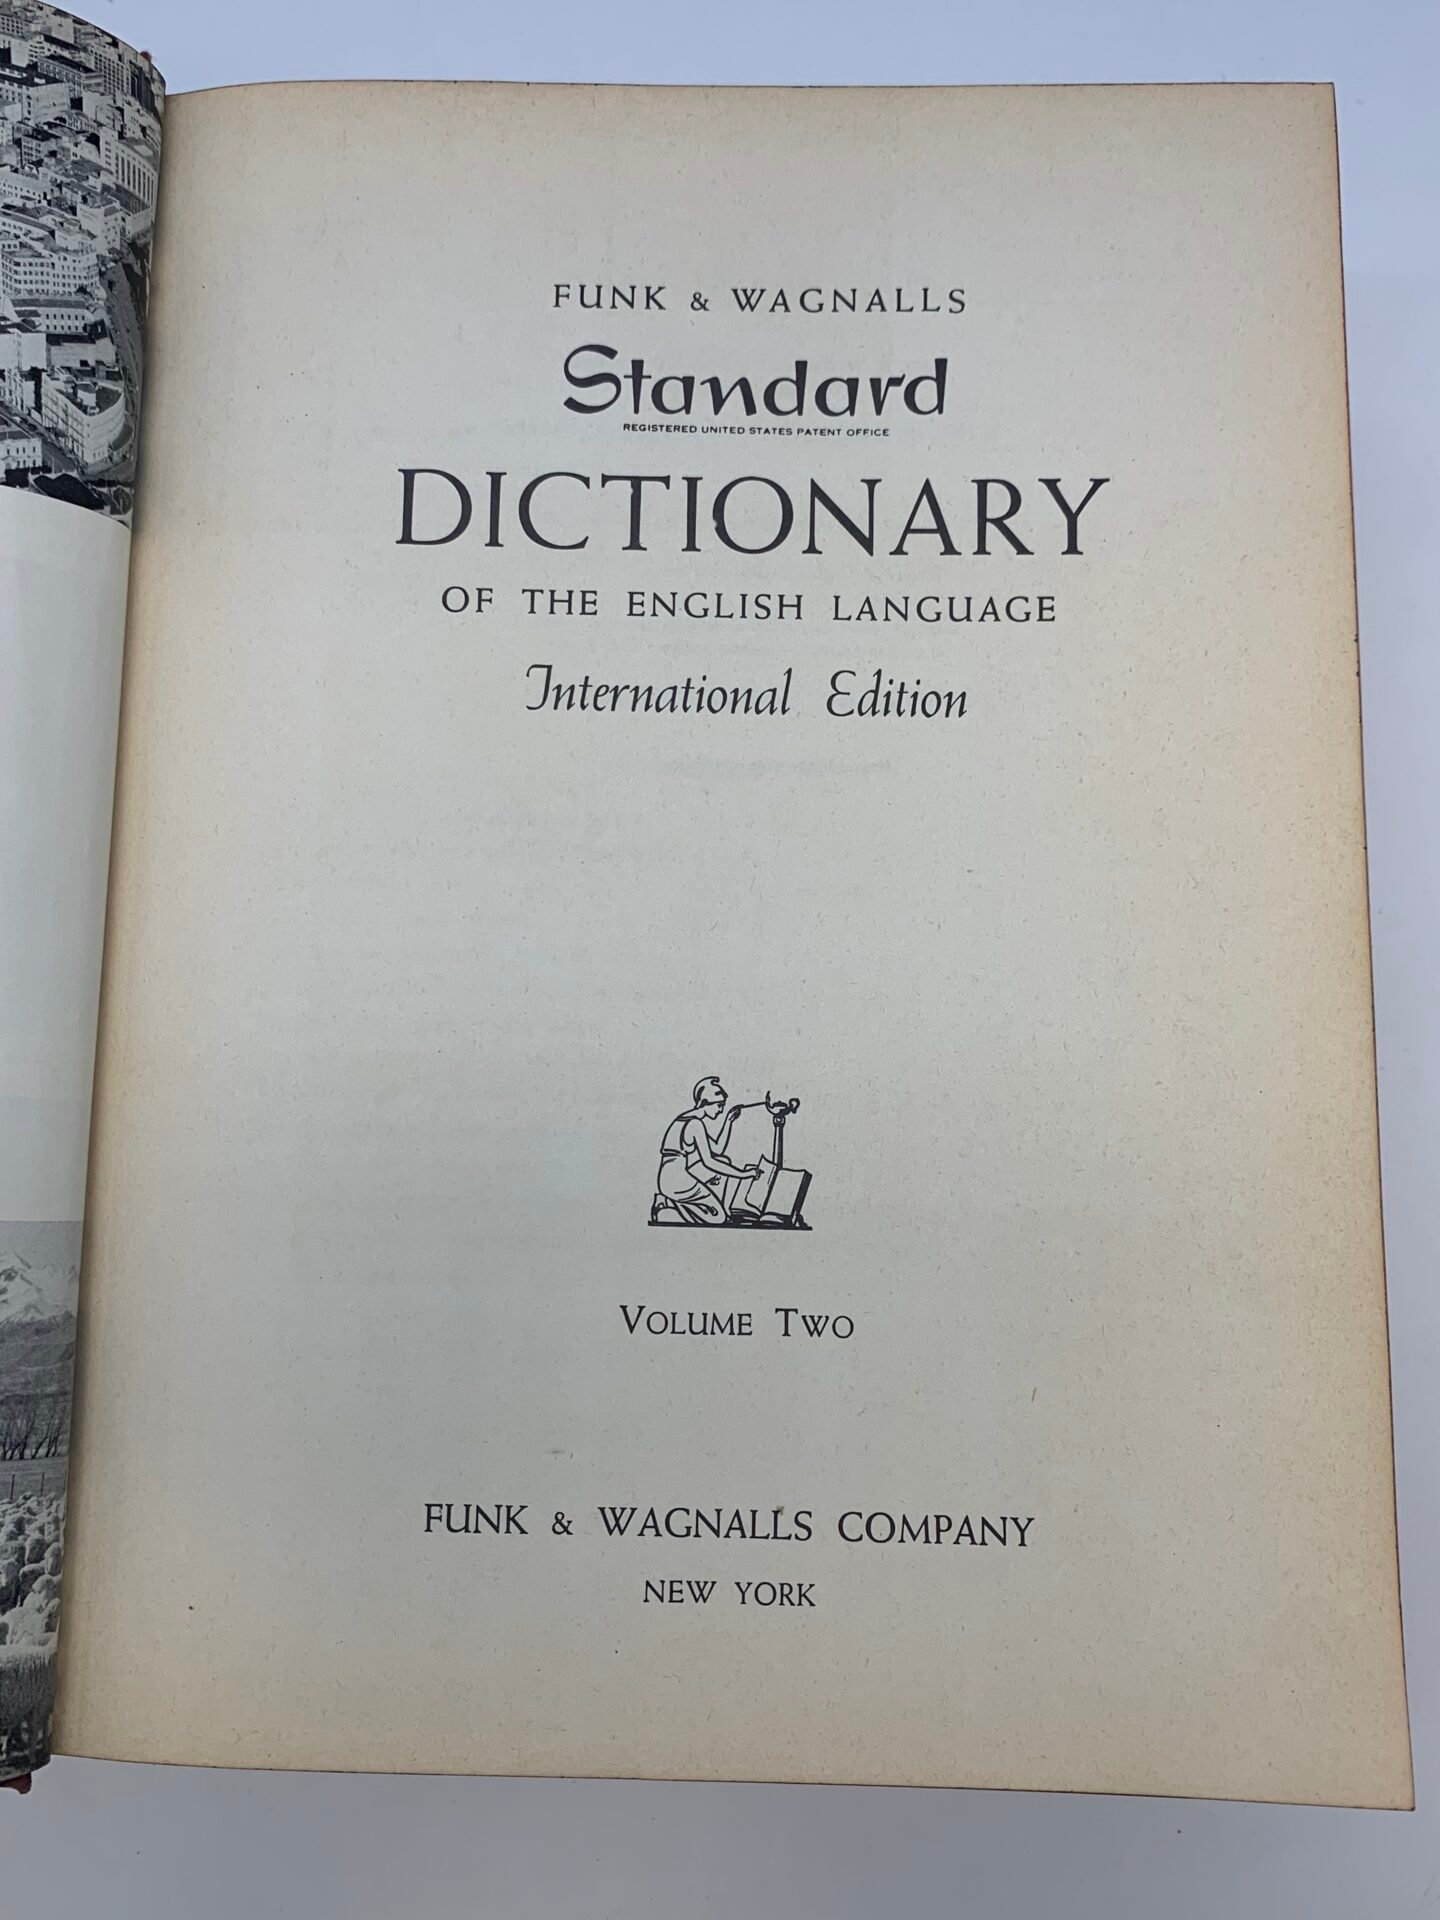 FUNK & WAGNALLS
Standard
REGISTERED UNITED STATES PATENT OFFICE
DICTIONARY
OF THE ENGLISH LANGUAGE
International Edition
VOLUME TWO
FUNK & WAGNALLS COMPANY
NEW YORK